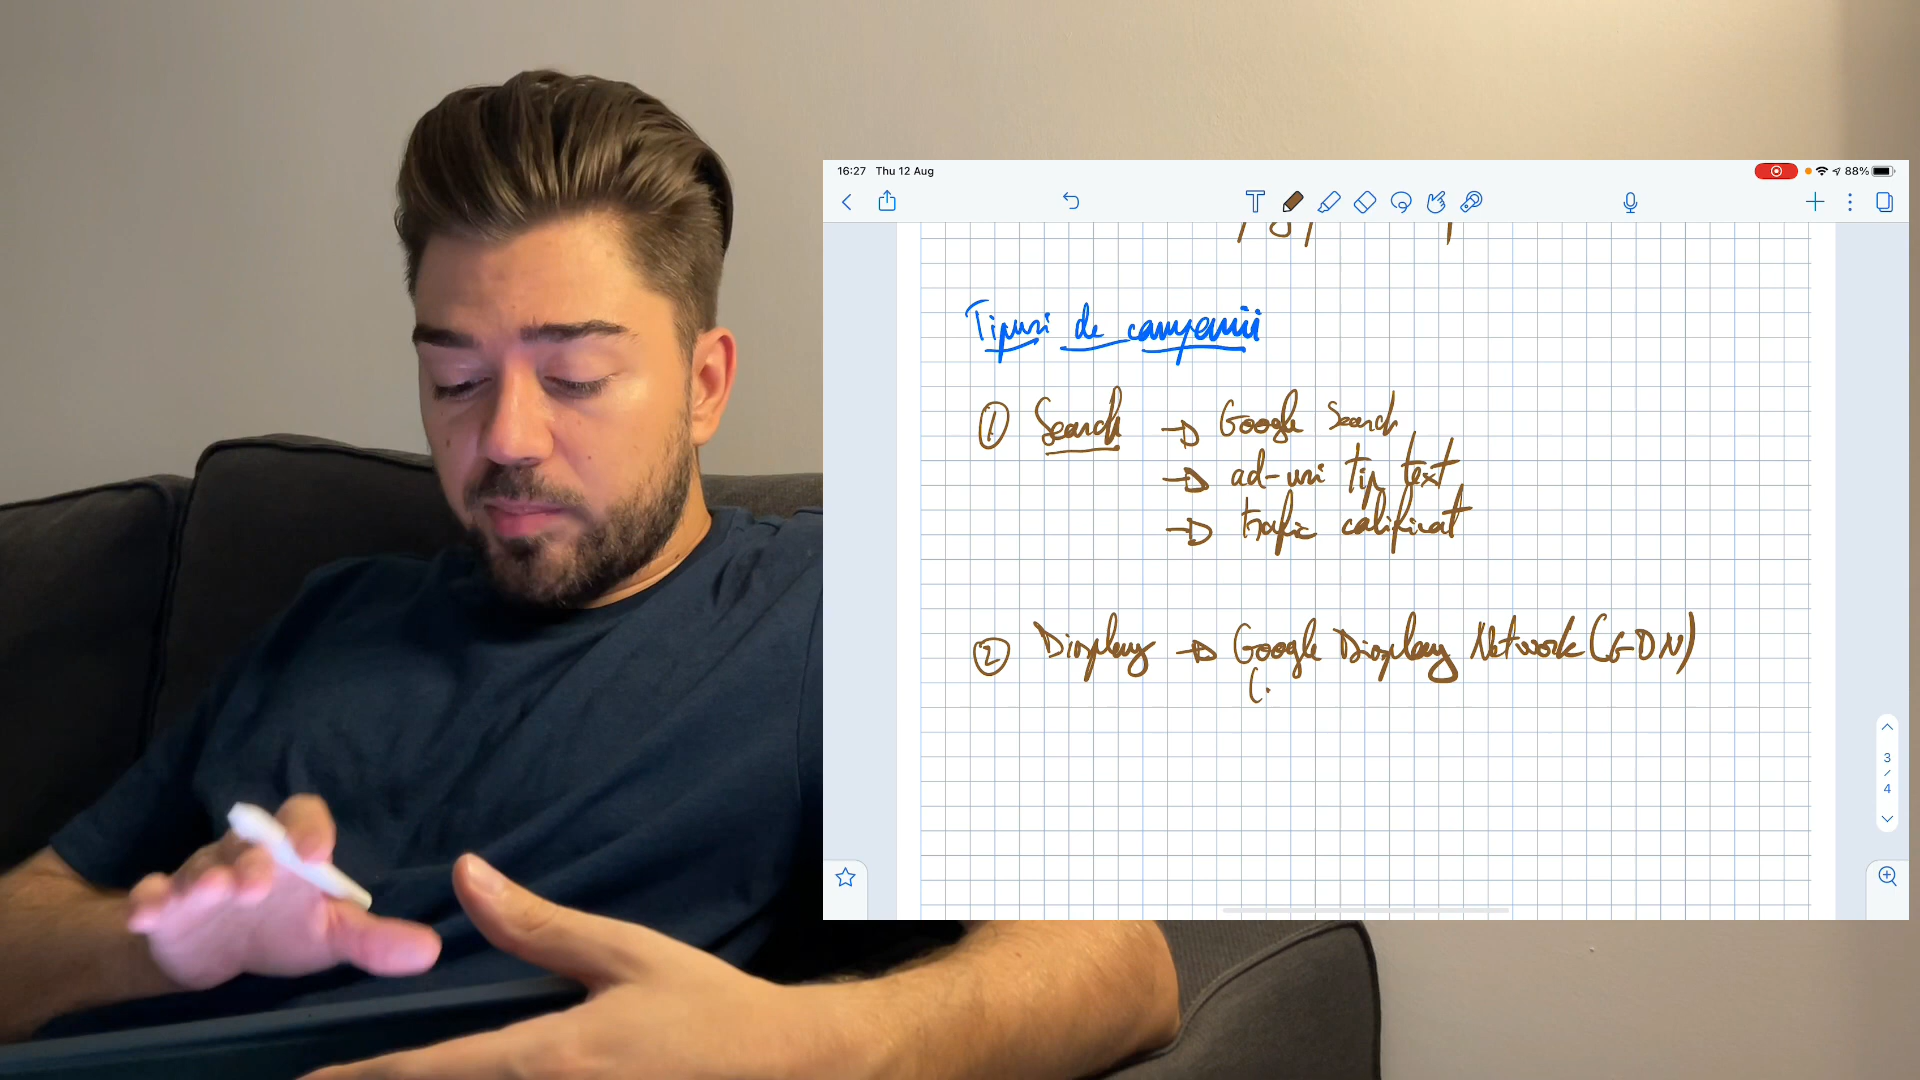 16:27 Thu 12 Aug
88%
Tipuri de campanii
① Search → Google Search
→ ad-uri tip text
→ trafic calificat
② Display → Google Display Network (GDN)
(.
3
/
4